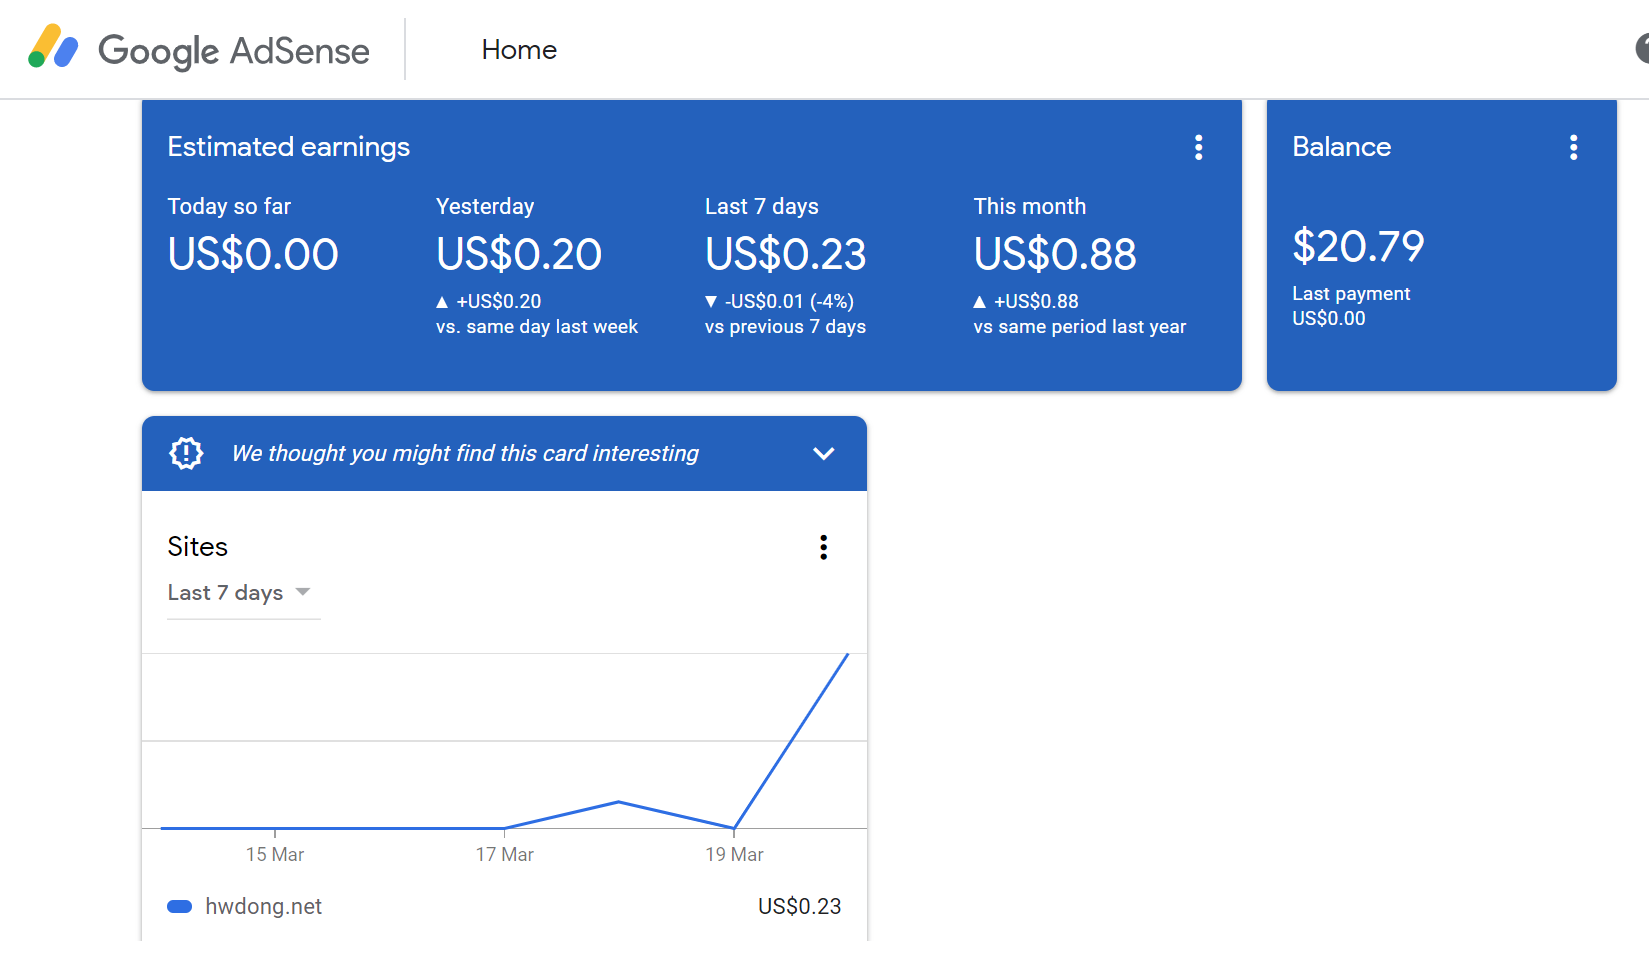 Google AdSense
Home
Estimated earnings
Today so far
US$0.00
Yesterday
US$0.20
▲ +US$0.20
vs. same day last week
Last 7 days
US$0.23
▼ -US$0.01 (-4%)
vs previous 7 days
This month
US$0.88
▲ +US$0.88
vs same period last year
Balance
$20.79
Last payment
US$0.00
We thought you might find this card interesting
Sites
Last 7 days
15 Mar
17 Mar
19 Mar
hwdong.net
US$0.23